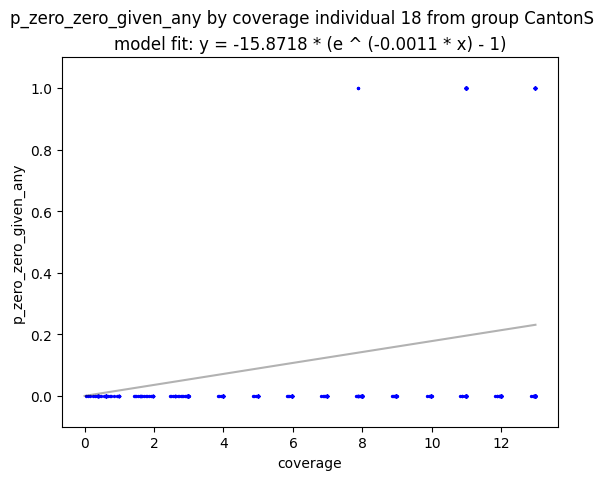 p_zero_zero_given_any by coverage individual 18 from group CantonS
model fit: y = -15.8718 * (e ^ (-0.0011 * x) - 1)
1.0
0.8
0.6
0.4
0.2
0.0
p_zero_zero_given_any
0 2 4 6 8 10 12
coverage